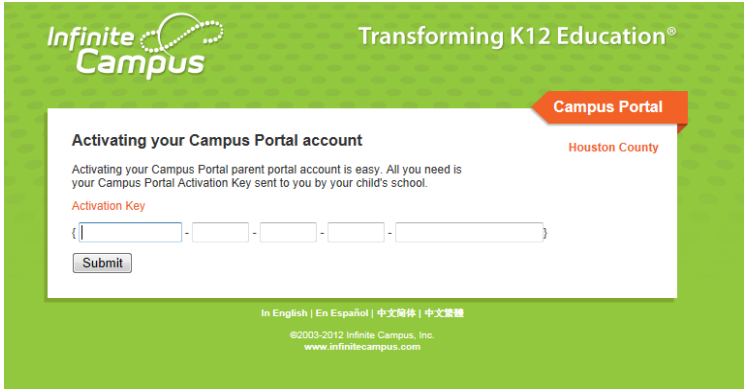 Infinite
Campus
Transforming K12 Education®
Campus Portal
Houston County
Activating your Campus Portal account
Activating your Campus Portal parent portal account is easy. All you need is
your Campus Portal Activation Key sent to you by your child's school.
Activation Key
{ - - - - }
Submit
In English | En Español | 中文简体 | 中文繁體
©2003-2012 Infinite Campus, Inc.
www.infinitecampus.com